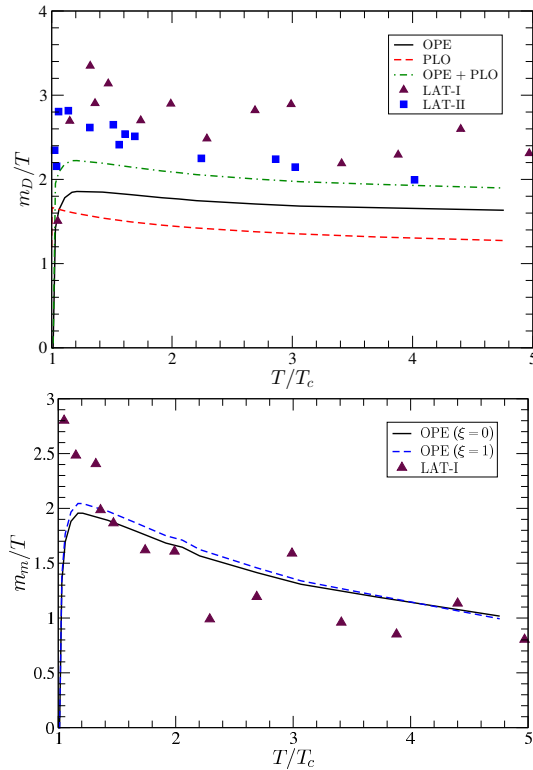 4
3
2
1
0
m_D/T
OPE
PLO
OPE + PLO
LAT-I
LAT-II
1 2 3 4 5
T/T_c
3
2.5
2
1.5
1
0.5
0
m_m/T
OPE (ξ=0)
OPE (ξ=1)
LAT-I
1 2 3 4 5
T/T_c